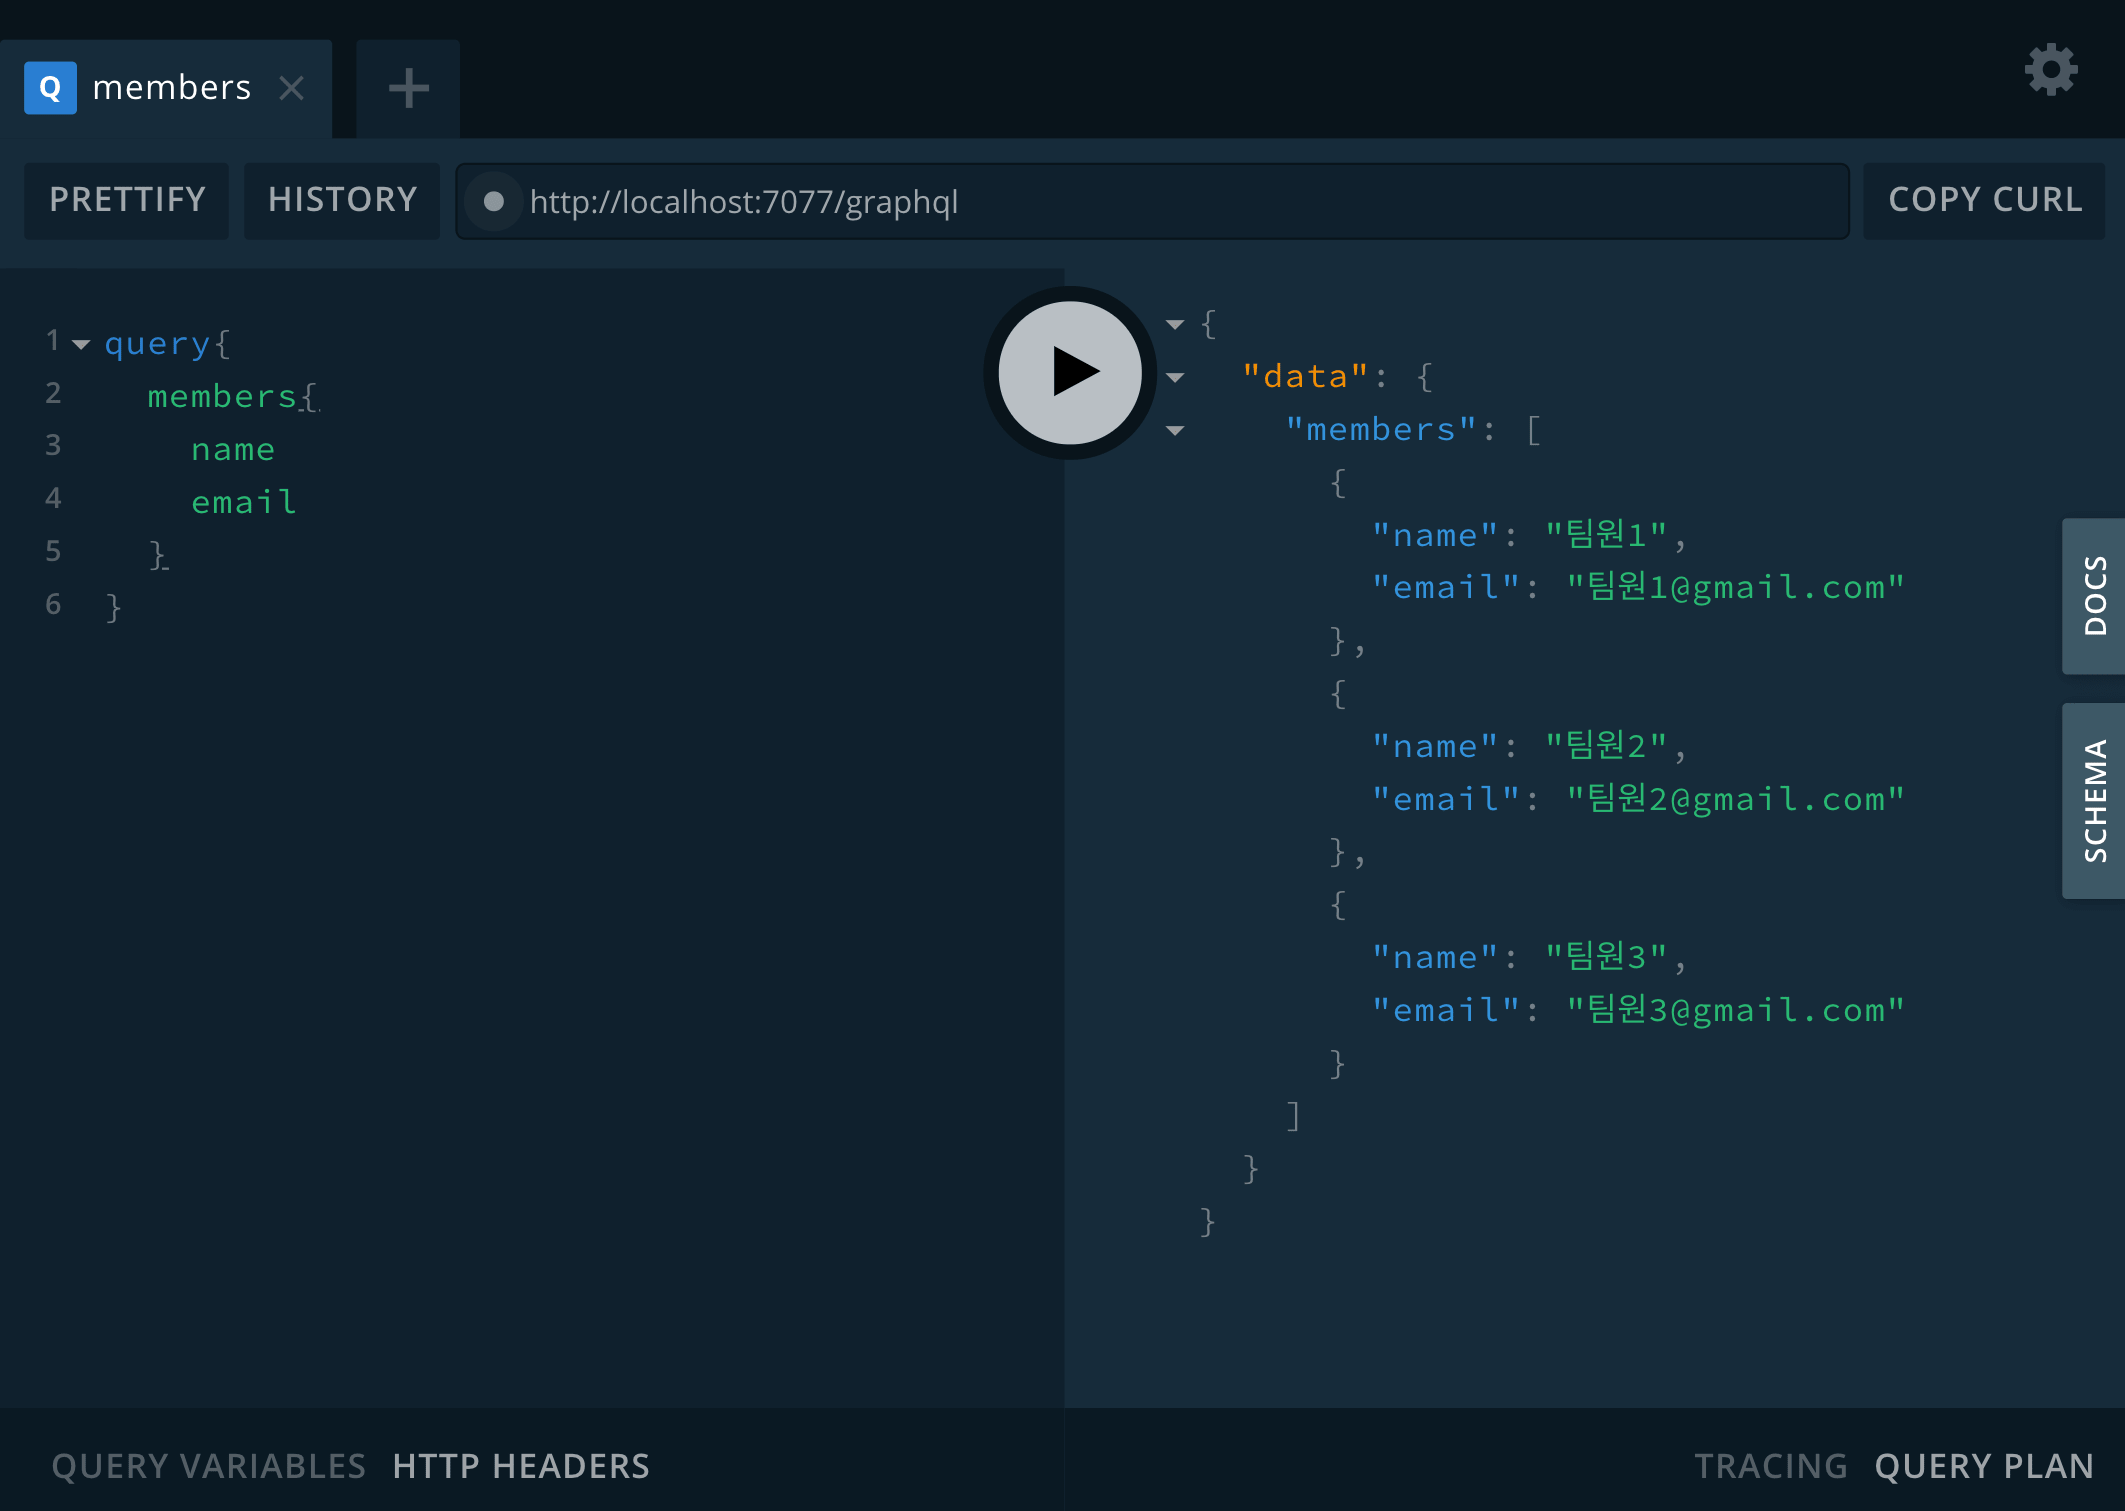 Q members
PRETTIFY HISTORY http://localhost:7077/graphql COPY CURL
1 query{
2 members{
3 name
4 email
5 }
6 }
{
"data": {
"members": [
{
"name": "팀원1",
"email": "팀원1@gmail.com"
},
{
"name": "팀원2",
"email": "팀원2@gmail.com"
},
{
"name": "팀원3",
"email": "팀원3@gmail.com"
}
]
}
}
DOCS
SCHEMA
QUERY VARIABLES HTTP HEADERS
TRACING QUERY PLAN